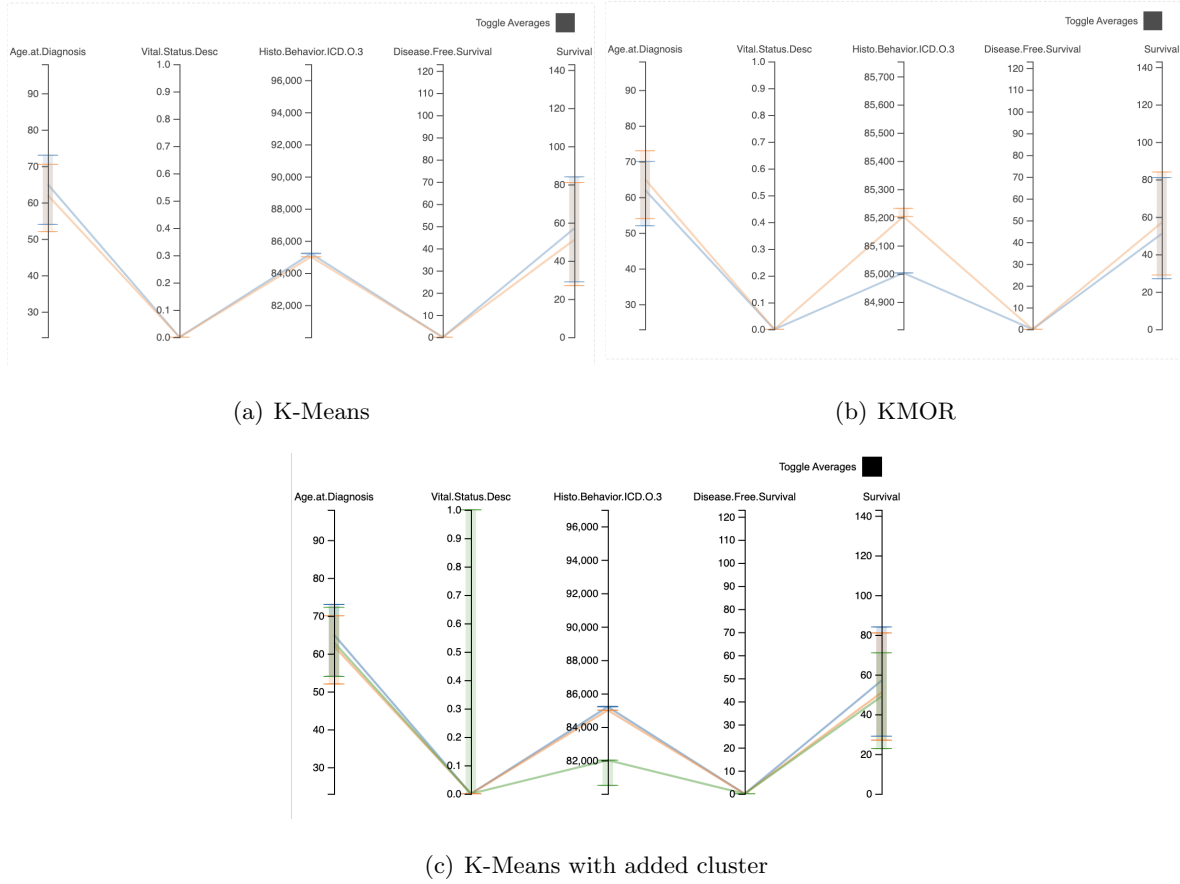 Toggle Averages
Age.at.Diagnosis Vital.Status.Desc Histo.Behavior.ICD.O.3 Disease.Free.Survival Survival
90 80 70 60 50 40 30
1.0 0.9 0.8 0.7 0.6 0.5 0.4 0.3 0.2 0.1 0.0
96,000 94,000 92,000 90,000 88,000 86,000 84,000 82,000
120 110 100 90 80 70 60 50 40 30 20 10 0
140 120 100 80 60 40 20 0
(a) K-Means
Toggle Averages
Age.at.Diagnosis Vital.Status.Desc Histo.Behavior.ICD.O.3 Disease.Free.Survival Survival
90 80 70 60 50 40 30
1.0 0.9 0.8 0.7 0.6 0.5 0.4 0.3 0.2 0.1 0.0
85,700 85,600 85,500 85,400 85,300 85,200 85,100 85,000 84,900
120 110 100 90 80 70 60 50 40 30 20 10 0
140 120 100 80 60 40 20 0
(b) KMOR
Toggle Averages
Age.at.Diagnosis Vital.Status.Desc Histo.Behavior.ICD.O.3 Disease.Free.Survival Survival
90 80 70 60 50 40 30
1.0 0.9 0.8 0.7 0.6 0.5 0.4 0.3 0.2 0.1 0.0
96,000 94,000 92,000 90,000 88,000 86,000 84,000 82,000
120 110 100 90 80 70 60 50 40 30 20 10 0
140 120 100 80 60 40 20 0
(c) K-Means with added cluster